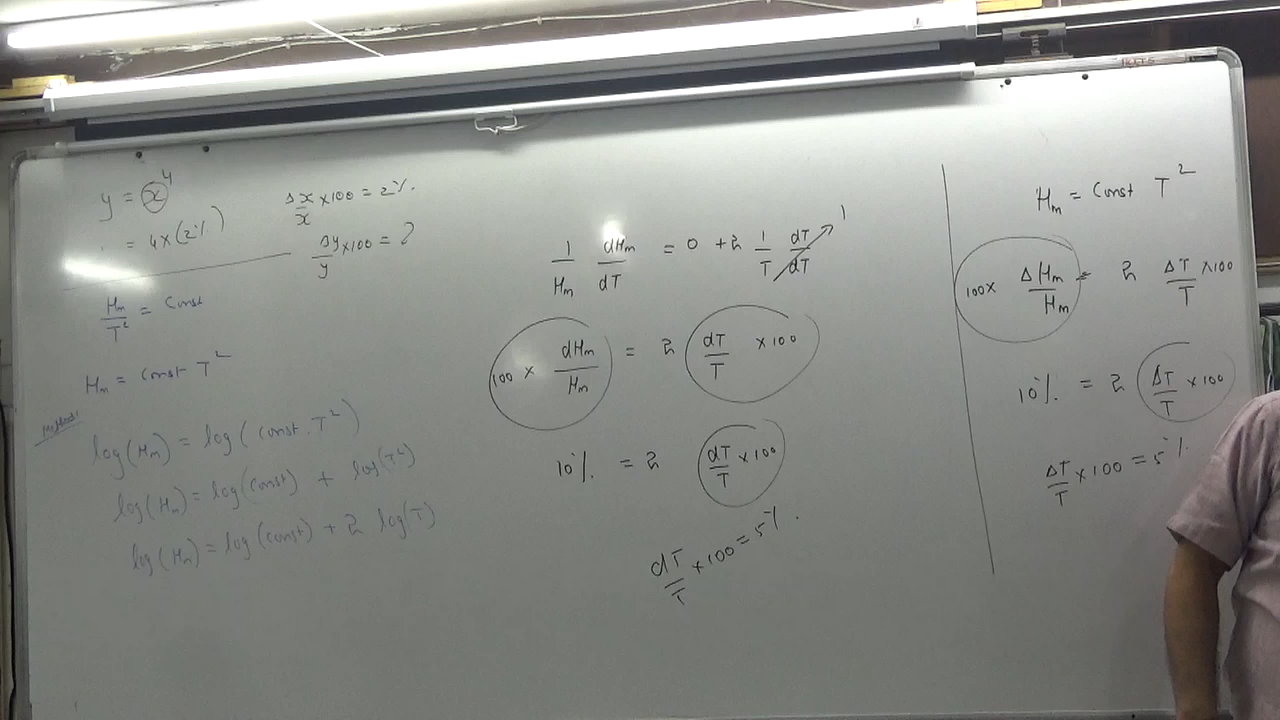 y = x⁴
= 4×(2%)
Δx/x ×100 = 2%.
Δy/y ×100 = ?
Hm/T² = Const
Hm = Const T²
Method1
log(Hm) = log(const. T²)
log(Hm) = log(const) + log(T²)
log(Hm) = log(const) + 2 log(T)
1/Hm dHm/dT = 0 + 2 1/T dT/dT 1
100 × dHm/Hm = 2 dT/T ×100
10% = 2 dT/T ×100
dT/T ×100 = 5%.
Hm = Const T²
100× ΔHm/Hm = 2 ΔT/T ×100
10% = 2 ΔT/T ×100
ΔT/T ×100 = 5%